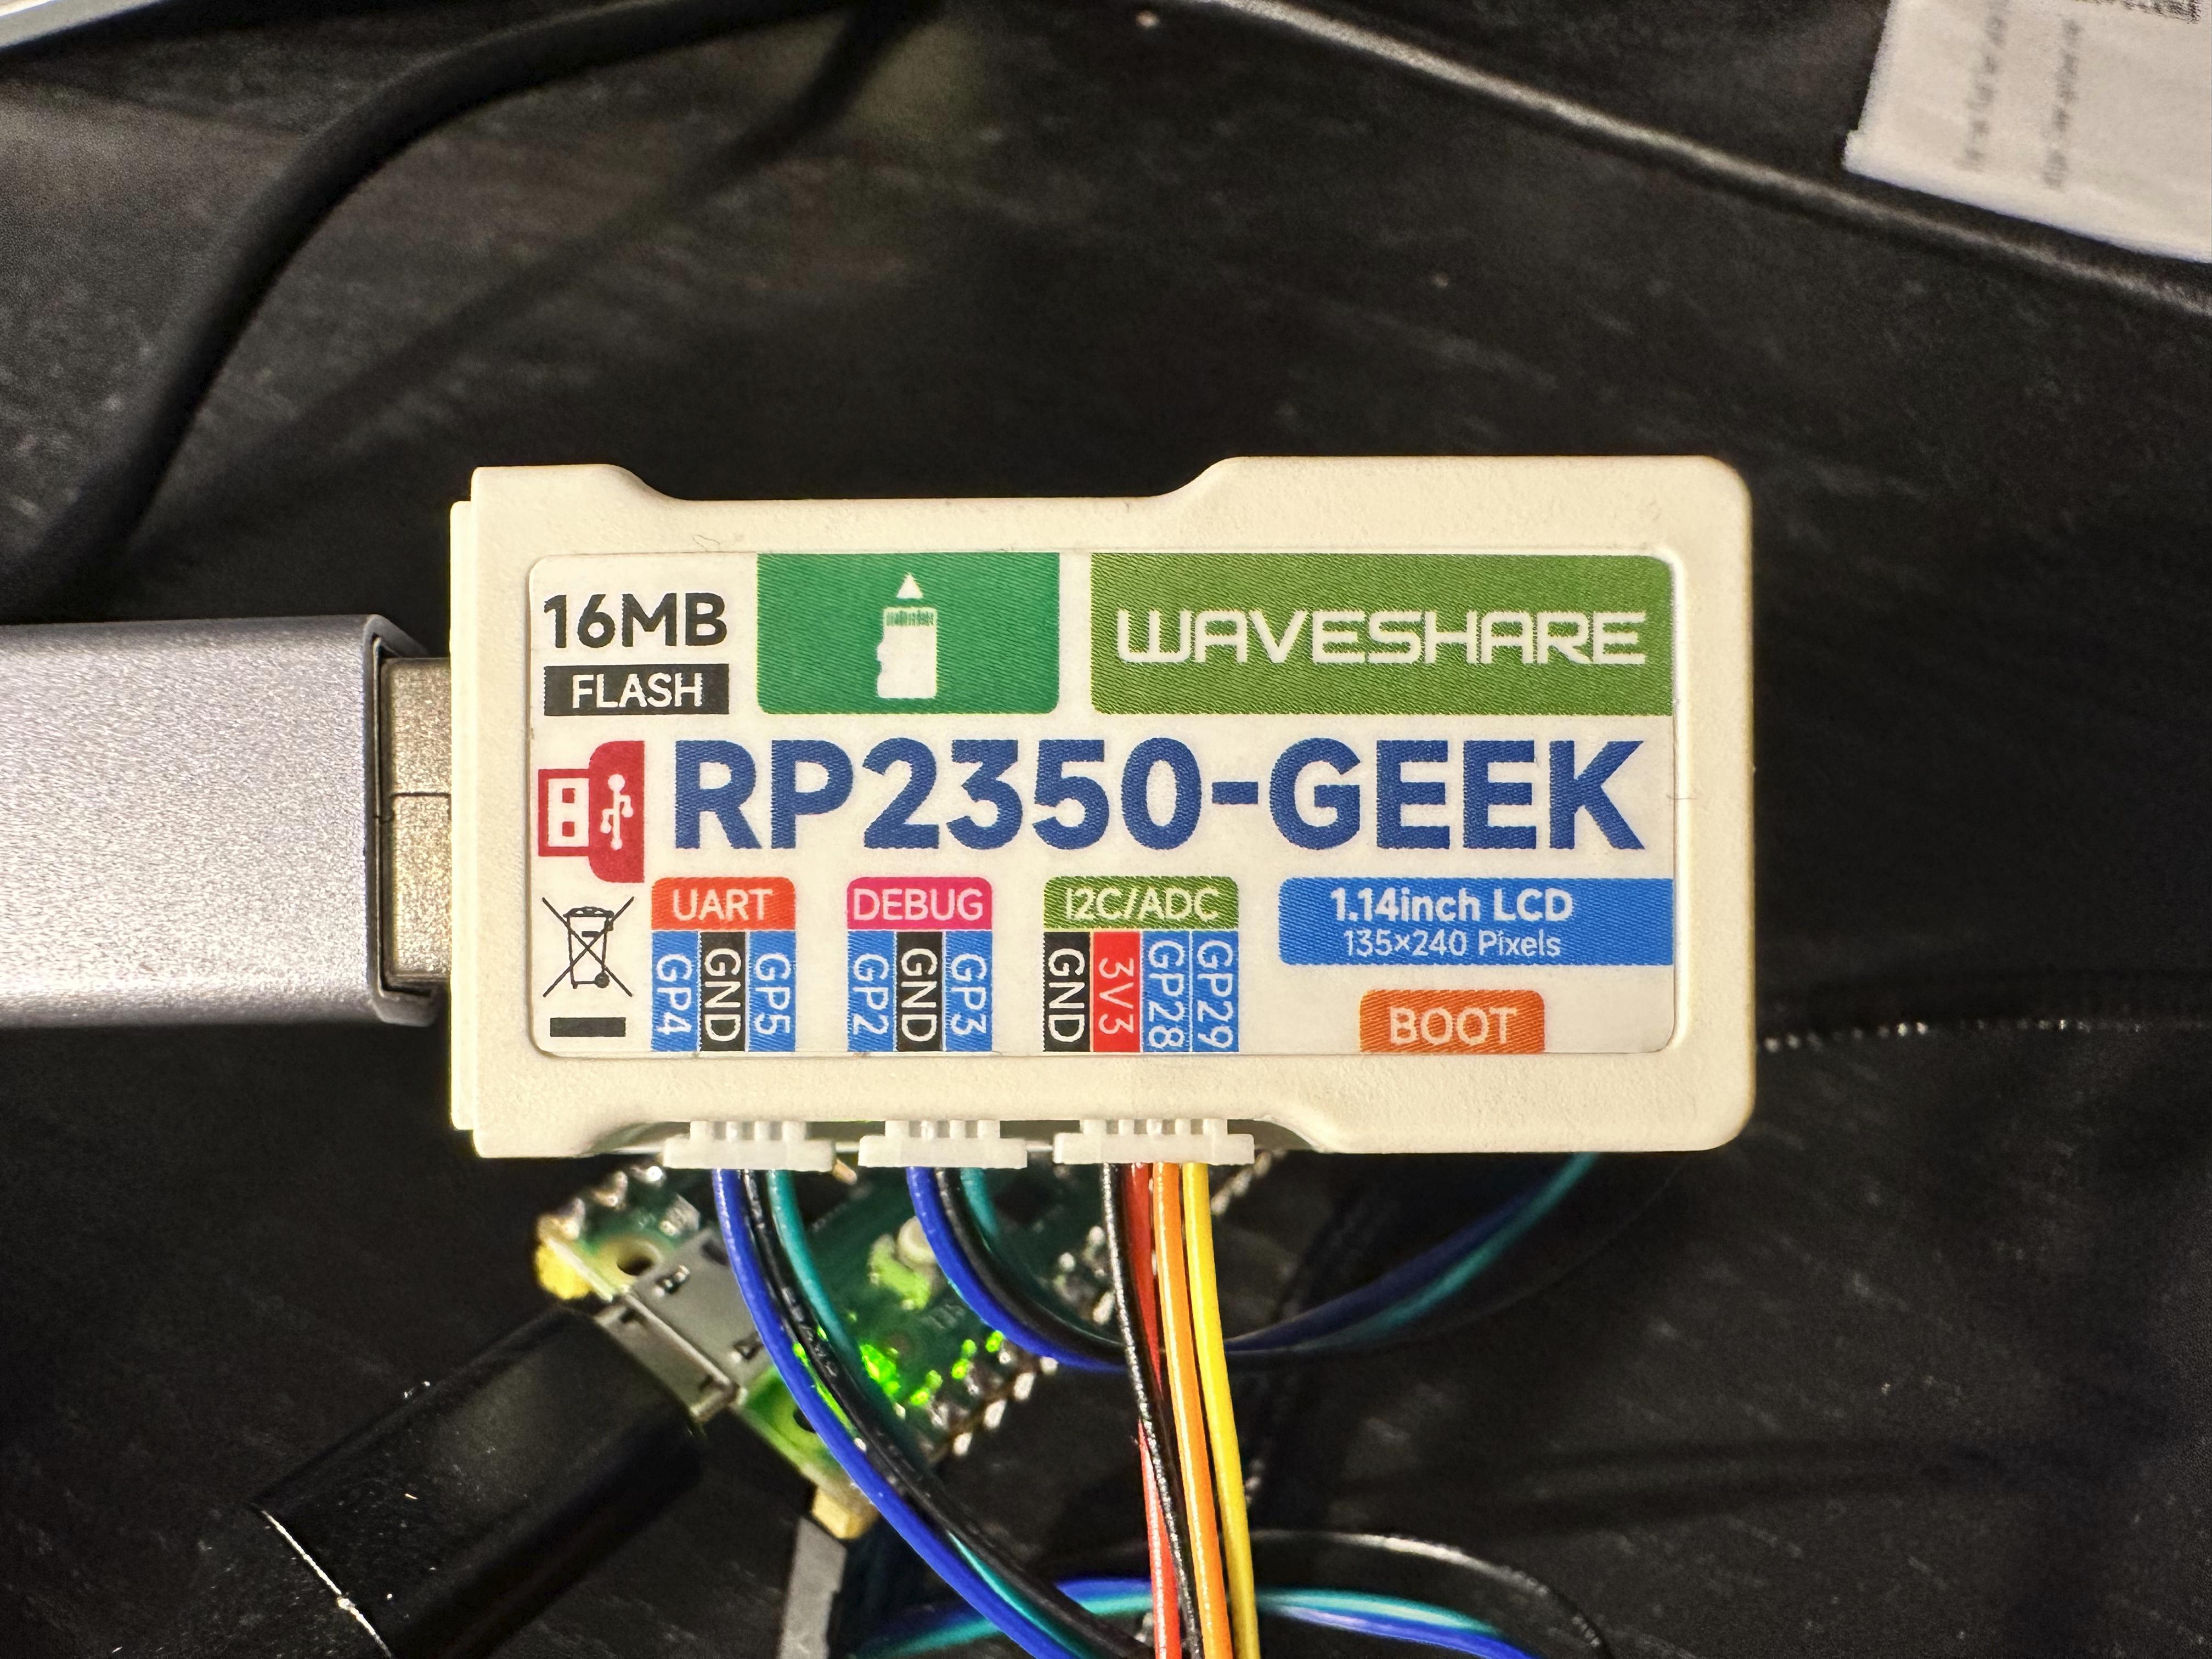 16MB
FLASH
WAVESHARE
RP2350-GEEK
UART
GP4
GND
GP5
DEBUG
GP2
GND
GP3
I2C/ADC
GND
3V3
GP28
GP29
1.14inch LCD
135×240 Pixels
BOOT